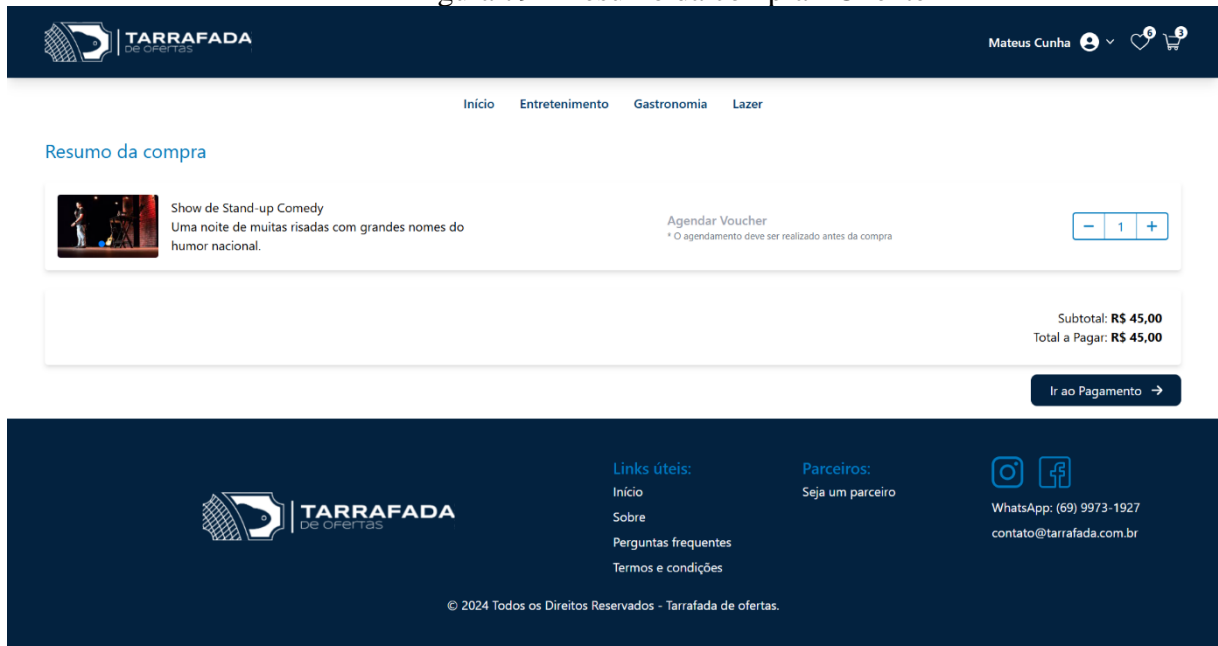 TARRAFADA
DE OFERTAS
Mateus Cunha
6
3
Início Entretenimento Gastronomia Lazer
Resumo da compra
Show de Stand-up Comedy
Uma noite de muitas risadas com grandes nomes do
humor nacional.
Agendar Voucher
* O agendamento deve ser realizado antes da compra
− 1 +
Subtotal: R$ 45,00
Total a Pagar: R$ 45,00
Ir ao Pagamento →
TARRAFADA
DE OFERTAS
Links úteis:
Início
Sobre
Perguntas frequentes
Termos e condições
Parceiros:
Seja um parceiro
WhatsApp: (69) 9973-1927
contato@tarrafada.com.br
© 2024 Todos os Direitos Reservados - Tarrafada de ofertas.